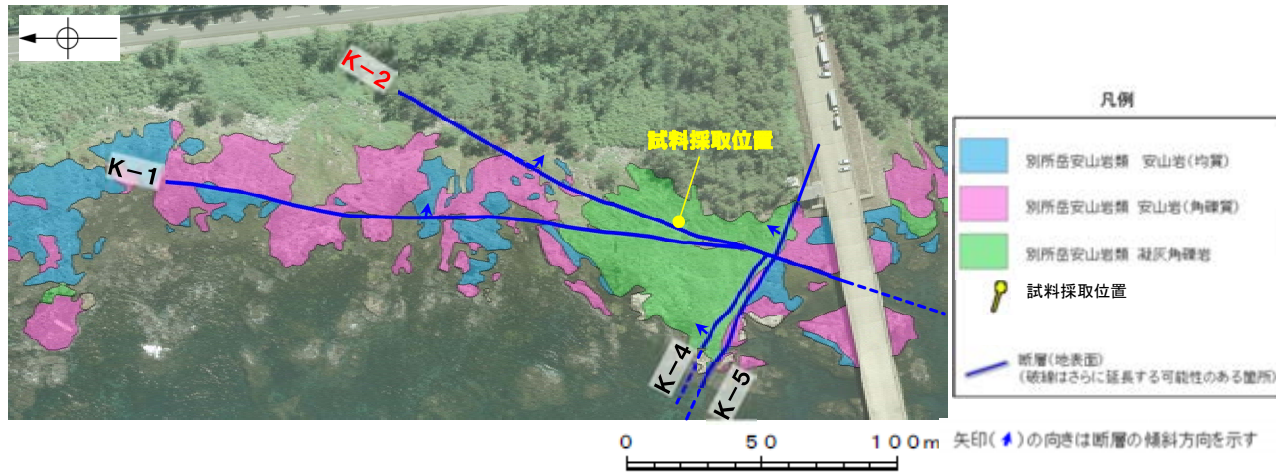 K-2
試料採取位置
K-1
K-4
K-5
0 50 100m
凡例
別所岳安山岩類 安山岩(均質)
別所岳安山岩類 安山岩(角礫質)
別所岳安山岩類 凝灰角礫岩
試料採取位置
断層(地表面)
(破線はさらに延長する可能性のある箇所)
矢印( )の向きは断層の傾斜方向を示す